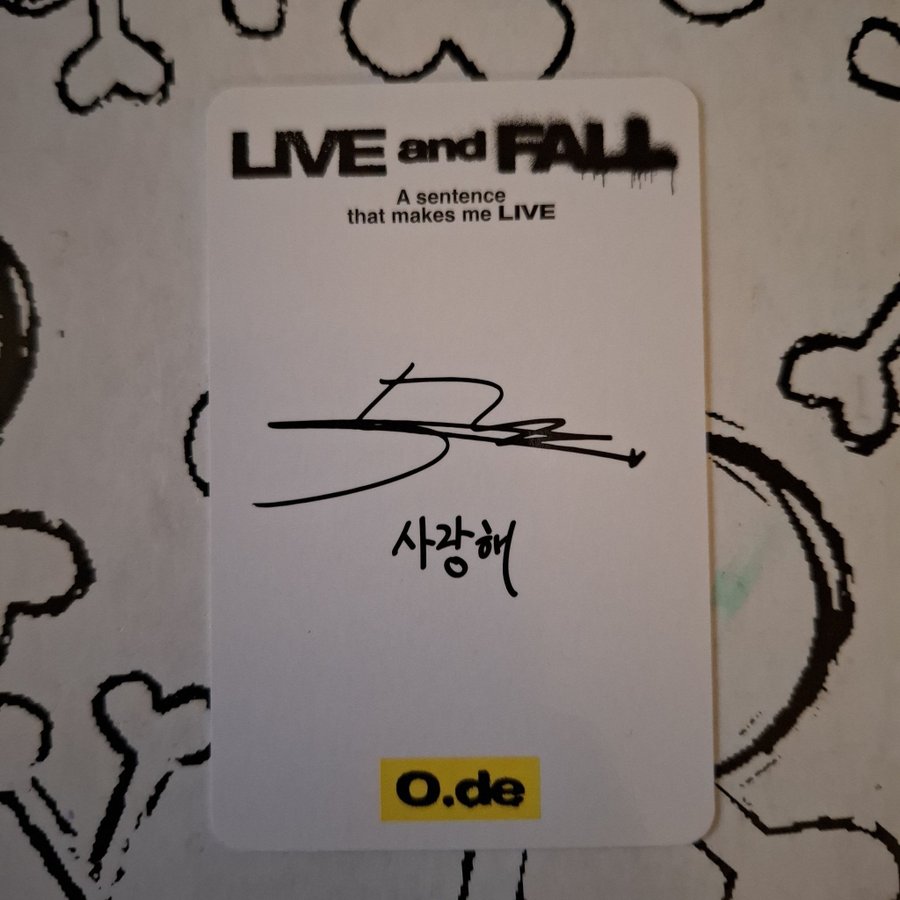 LIVE and FALL
A sentence
that makes me LIVE
사랑해
O.de